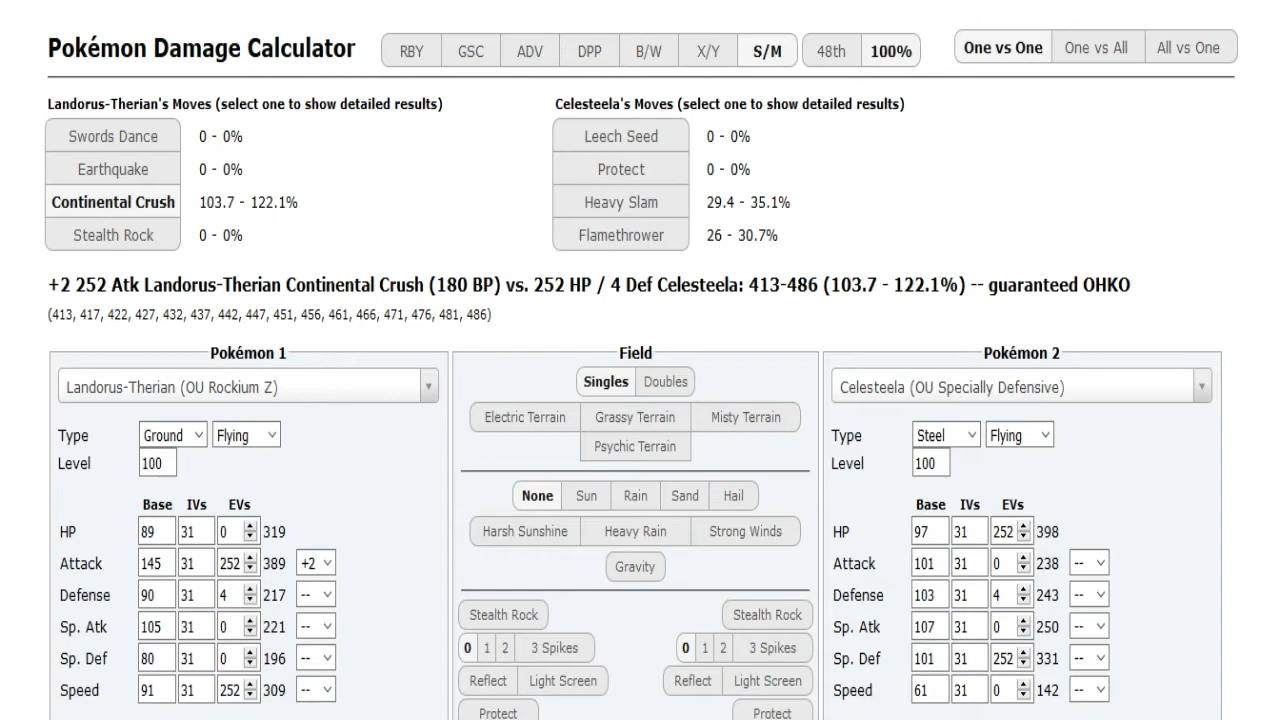 Pokémon Damage Calculator RBY GSC ADV DPP B/W X/Y S/M 48th 100% One vs One One vs All All vs One
Landorus-Therian's Moves (select one to show detailed results) Celesteela's Moves (select one to show detailed results)
Swords Dance 0 - 0% Leech Seed 0 - 0%
Earthquake 0 - 0% Protect 0 - 0%
Continental Crush 103.7 - 122.1% Heavy Slam 29.4 - 35.1%
Stealth Rock 0 - 0% Flamethrower 26 - 30.7%
+2 252 Atk Landorus-Therian Continental Crush (180 BP) vs. 252 HP / 4 Def Celesteela: 413-486 (103.7 - 122.1%) -- guaranteed OHKO
(413, 417, 422, 427, 432, 437, 442, 447, 451, 456, 461, 466, 471, 476, 481, 486)
Pokémon 1
Landorus-Therian (OU Rockium Z)
Type Ground Flying
Level 100
Base IVs EVs
HP 89 31 0 319
Attack 145 31 252 389 +2
Defense 90 31 4 217 --
Sp. Atk 105 31 0 221 --
Sp. Def 80 31 0 196 --
Speed 91 31 252 309 --
Field
Singles Doubles
Electric Terrain Grassy Terrain Misty Terrain
Psychic Terrain
None Sun Rain Sand Hail
Harsh Sunshine Heavy Rain Strong Winds
Gravity
Stealth Rock Stealth Rock
0 1 2 3 Spikes 0 1 2 3 Spikes
Reflect Light Screen Reflect Light Screen
Protect Protect
Pokémon 2
Celesteela (OU Specially Defensive)
Type Steel Flying
Level 100
Base IVs EVs
HP 97 31 252 398
Attack 101 31 0 238 --
Defense 103 31 4 243 --
Sp. Atk 107 31 0 250 --
Sp. Def 101 31 252 331 --
Speed 61 31 0 142 --